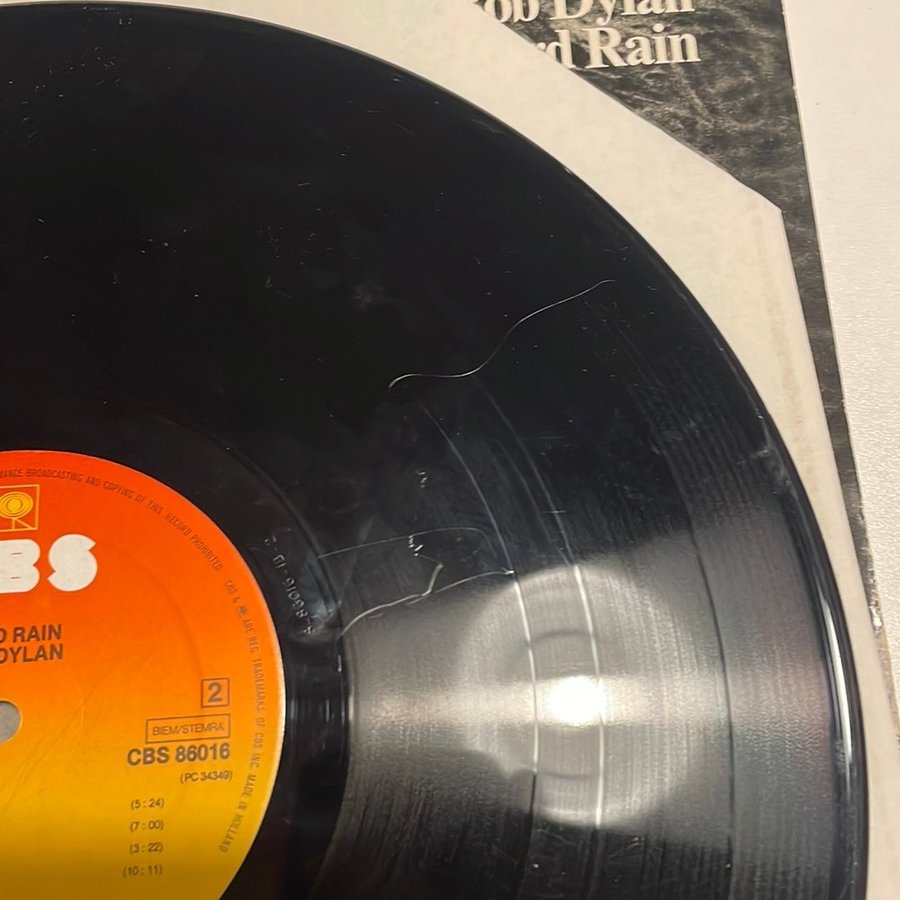 ob Dylan
rd Rain
ANCE BROADCASTING AND COPYING OF THIS RECORD PROHIBITED · CBS & ARE REG. TRADEMARKS OF CBS INC. MADE IN HOLLAND
BS
D RAIN
DYLAN
2
BIEM/STEMRA
CBS 86016
(PC 34349)
(5:24)
(7:00)
(3:22)
(10:11)